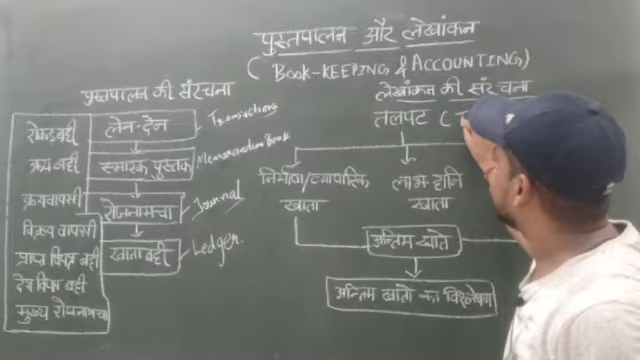 पुस्तपालन और लेखांकन
( BOOK-KEEPING & ACCOUNTING)
पुस्तपालन की संरचना
रोकड बही
क्रय बही
क्रय वापसी
विक्रय वापसी
प्राप्त विपत्र बही
देय विपत्र बही
मुख्य रोजनामचा
लेन-देन
Transactions
स्मारक पुस्तक
Memorandum Book
रोजनामचा
Journal
खाता बही
Ledger.
लेखांकन की संरचना
तलपट (
निर्माण/व्यापारिक
खाता
लाभ-हानि
खाता
अन्तिम खाते
अन्तिम खातो का विश्लेषण